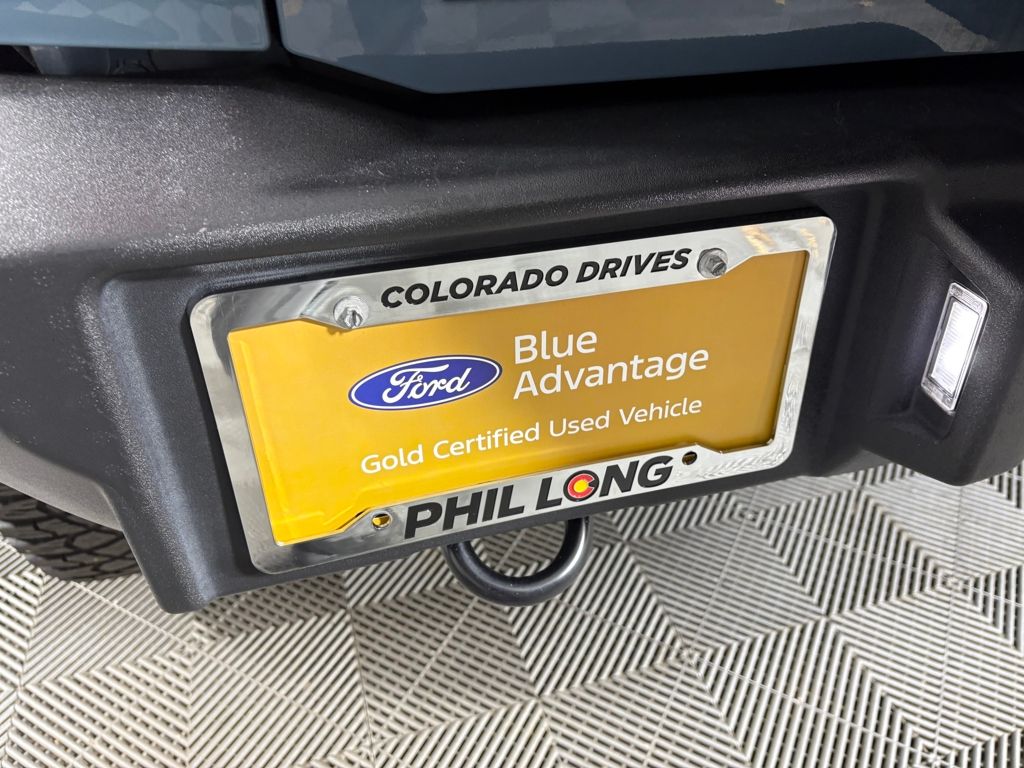 COLORADO DRIVES
Ford
Blue
Advantage
Gold Certified Used Vehicle
PHIL LONG